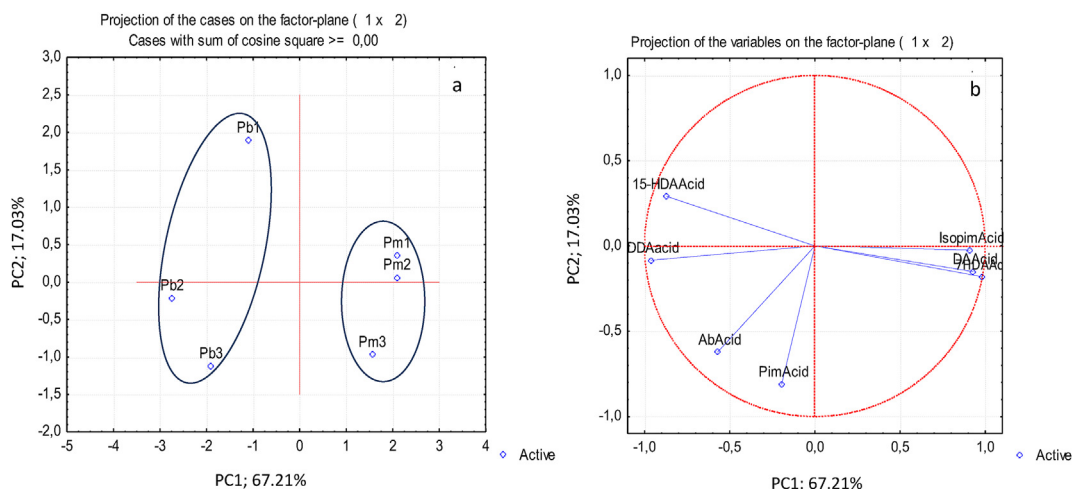 Projection of the cases on the factor-plane ( 1 x 2)
Cases with sum of cosine square >= 0,00
3,0
2,5
2,0
1,5
1,0
0,5
0,0
-0,5
-1,0
-1,5
-2,0
-5 -4 -3 -2 -1 0 1 2 3 4
PC2; 17.03%
PC1; 67.21%
a
Pb1
Pm1
Pm2
Pb2
Pm3
Pb3
Active
Projection of the variables on the factor-plane ( 1 x 2)
1,0
0,5
0,0
-0,5
-1,0
-1,0 -0,5 0,0 0,5 1,0
PC2; 17.03%
PC1: 67.21%
b
15-HDAAcid
IsopimAcid
DDAacid
DAAcid
AbAcid
PimAcid
Active